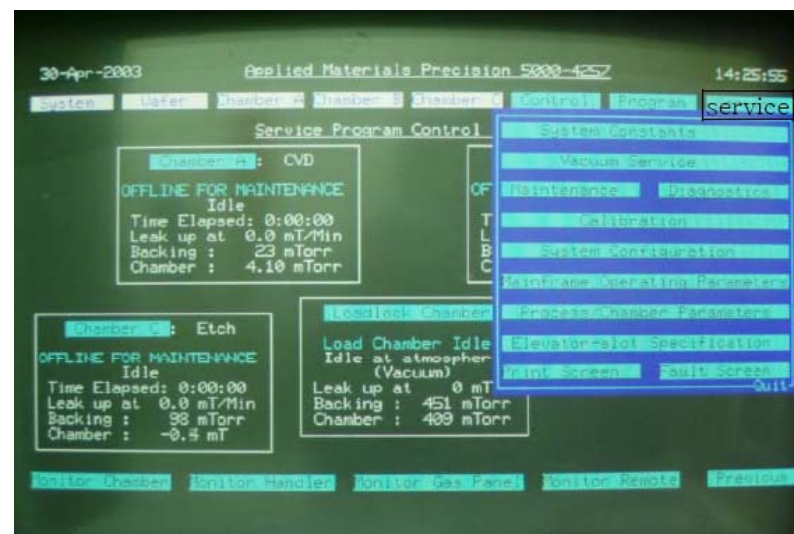 30-Apr-2003 Applied Materials Precision 5000-4257 14:25:55
System Wafer Chamber A Chamber B Chamber C Control Program service
Service Program Control
Chamber A : CVD
OFFLINE FOR MAINTENANCE
Idle
Time Elapsed: 0:00:00
Leak up at 0.0 mT/Min
Backing : 23 mTorr
Chamber : 4.10 mTorr
OF
T
L
B
C
System Constants
Vacuum Service
Maintenance Diagnostics
Calibration
System Configuration
Mainframe Operating Parameters
Process/Chamber Parameters
Elevator-slot Specification
Print Screen Fault Screen
Quit
Chamber C : Etch
OFFLINE FOR MAINTENANCE
Idle
Time Elapsed: 0:00:00
Leak up at 0.0 mT/Min
Backing : 98 mTorr
Chamber : mT
Loadlock Chamber
Load Chamber Idle
Idle at atmospher
(Vacuum)
Leak up at 0 mT
Backing : 451 mTorr
Chamber : 409 mTorr
Monitor Chamber Monitor Handler Monitor Gas Panel Monitor Remote Previous